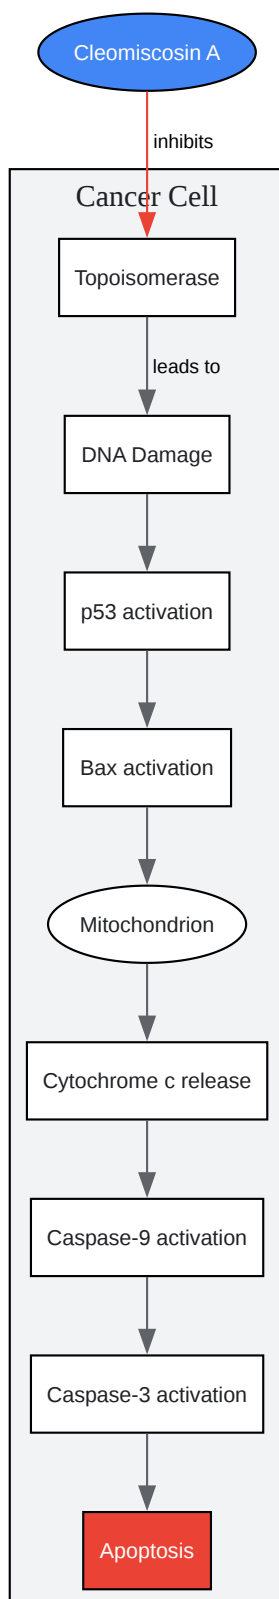 Cleomiscosin A
inhibits
Cancer Cell
Topoisomerase
leads to
DNA Damage
p53 activation
Bax activation
Mitochondrion
Cytochrome c release
Caspase-9 activation
Caspase-3 activation
Apoptosis